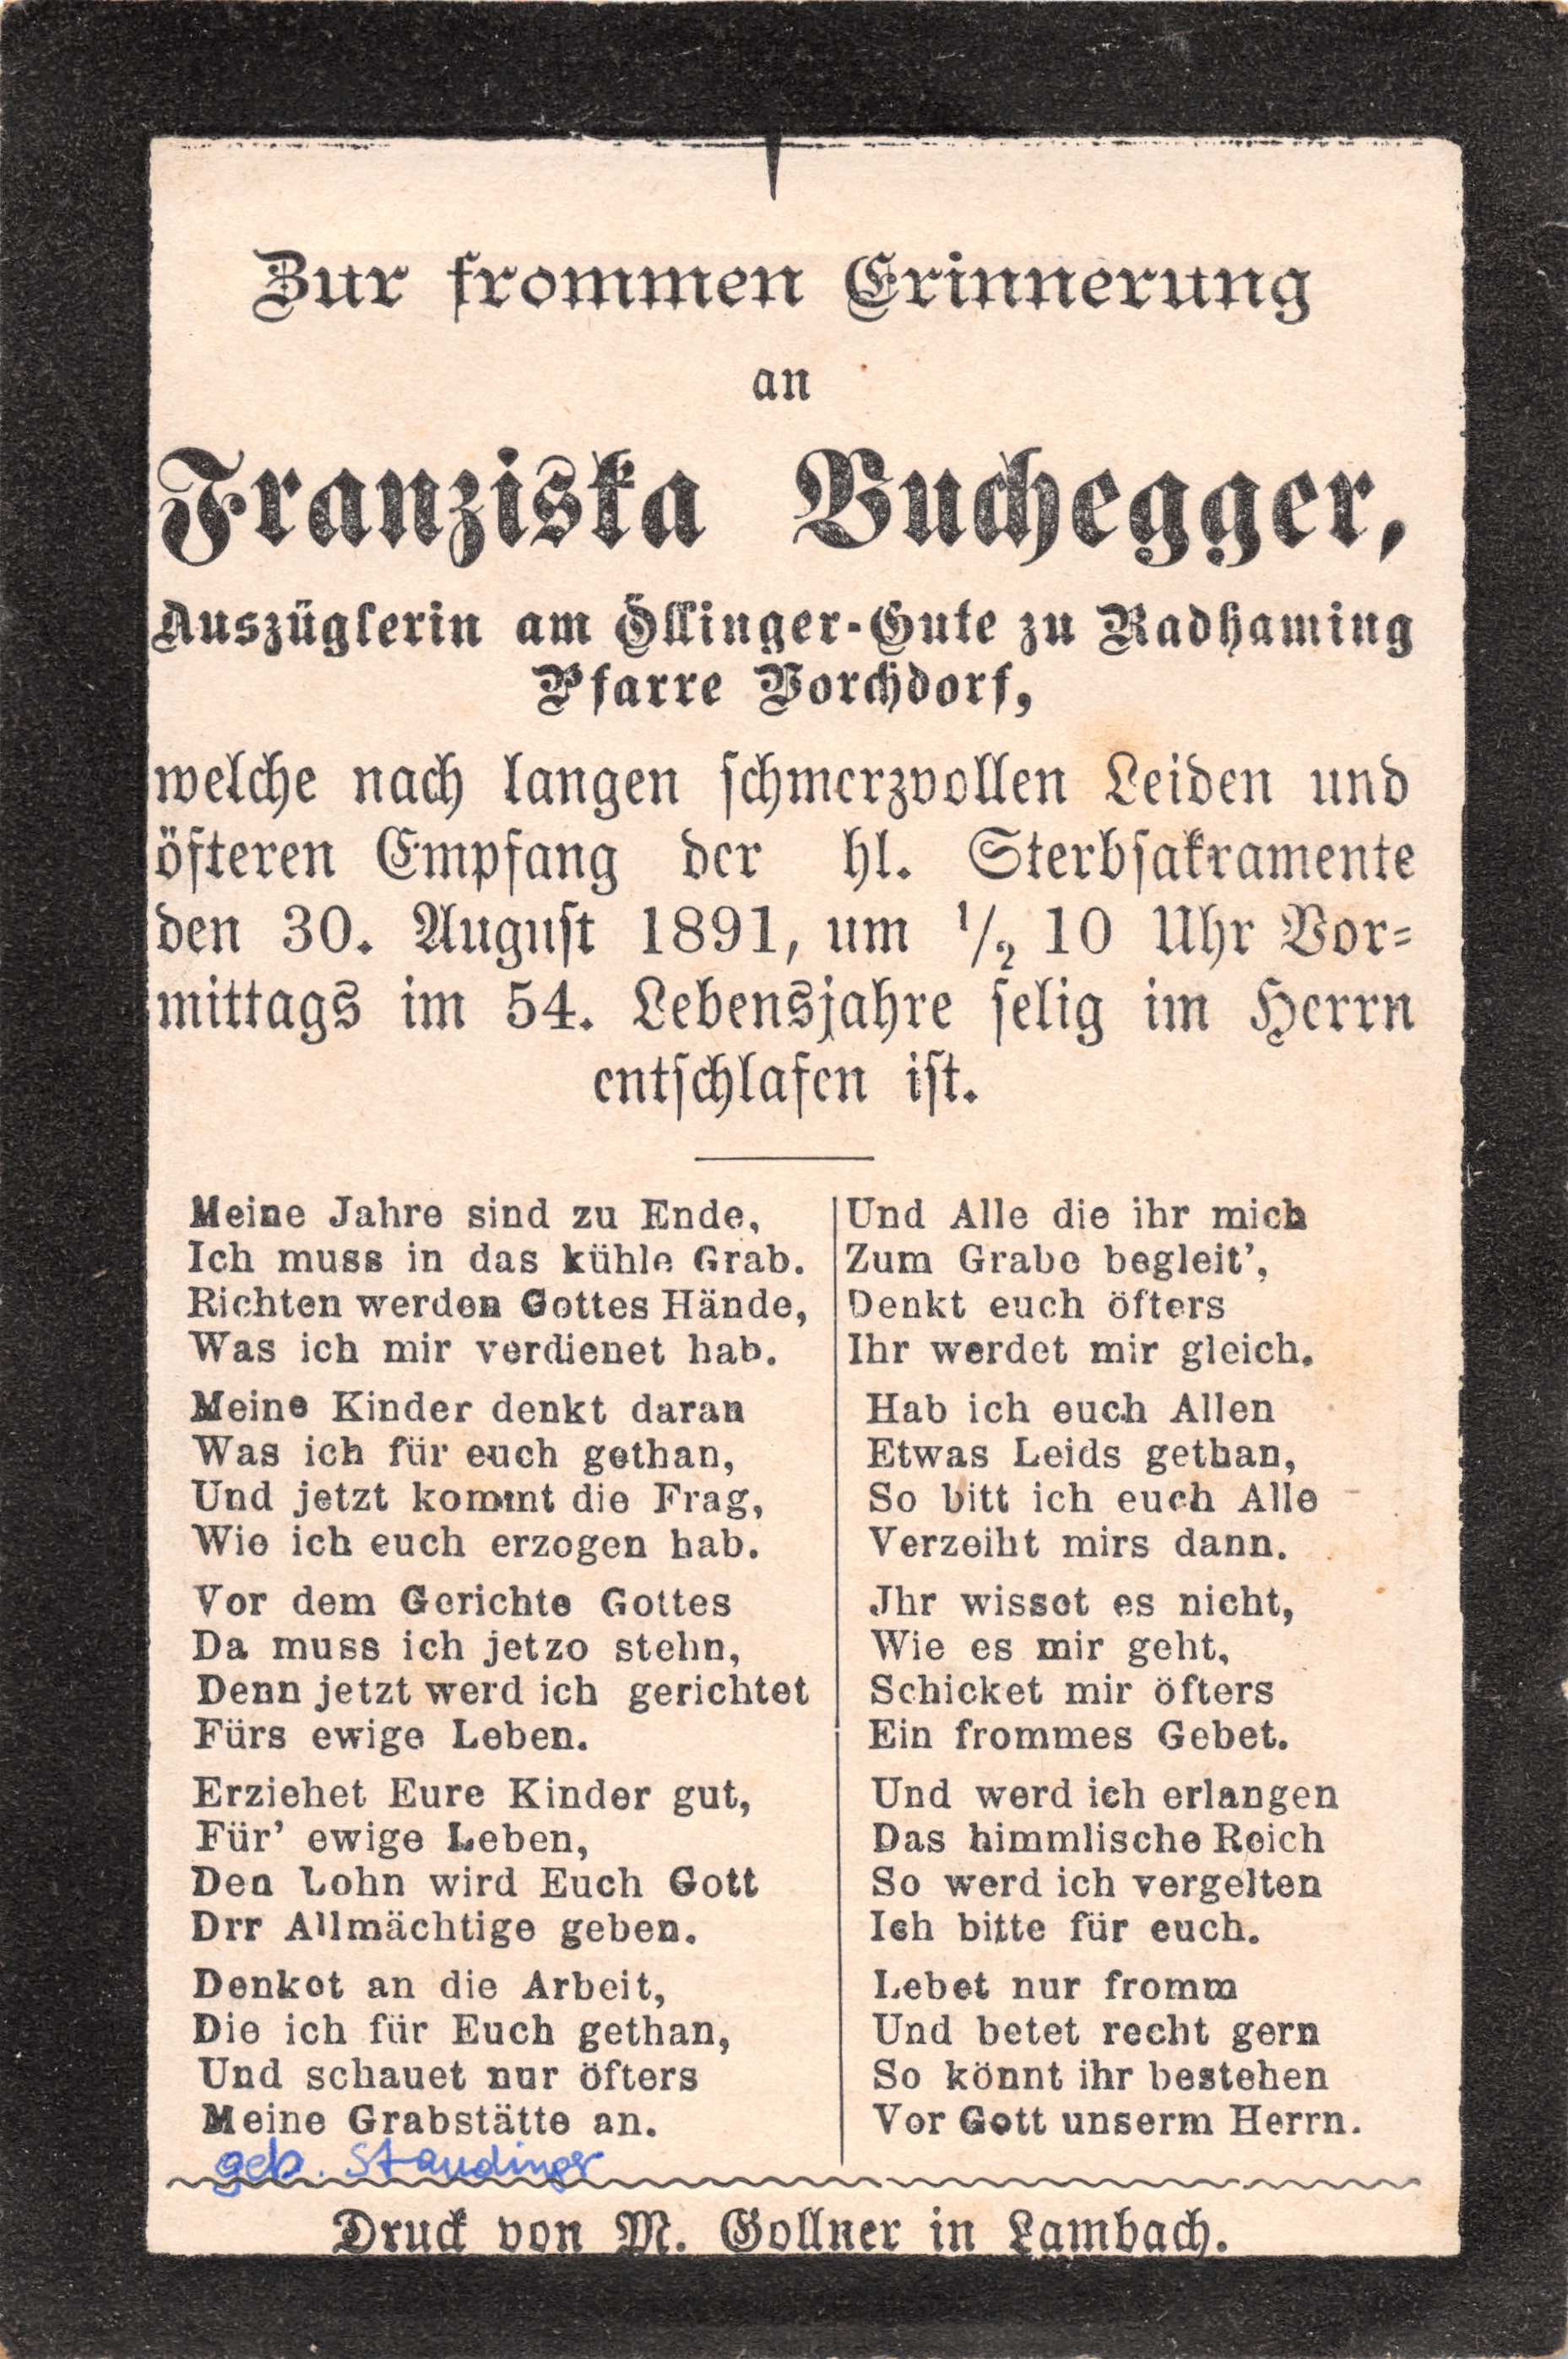 Zur frommen Erinnerung
an
Franziska Buchegger,
Auszüglerin am Öllinger-Gute zu Radhaming
Pfarre Vorchdorf,
welche nach langen schmerzvollen Leiden und
öfteren Empfang der hl. Sterbsakramente
den 30. August 1891, um 1/2 10 Uhr Vor-
mittags im 54. Lebensjahre selig im Herrn
entschlafen ist.
Meine Jahre sind zu Ende,
Ich muss in das kühle Grab.
Richten werden Gottes Hände,
Was ich mir verdienet hab.
Meine Kinder denkt daran
Was ich für euch gethan,
Und jetzt kommt die Frag,
Wie ich euch erzogen hab.
Vor dem Gerichte Gottes
Da muss ich jetzo stehn,
Denn jetzt werd ich gerichtet
Fürs ewige Leben.
Erziehet Eure Kinder gut,
Für' ewige Leben,
Den Lohn wird Euch Gott
Drr Allmächtige geben.
Denket an die Arbeit,
Die ich für Euch gethan,
Und schauet nur öfters
Meine Grabstätte an.
Und Alle die ihr mich
Zum Grabe begleit',
Denkt euch öfters
Ihr werdet mir gleich.
Hab ich euch Allen
Etwas Leids gethan,
So bitt ich euch Alle
Verzeiht mirs dann.
Jhr wisset es nicht,
Wie es mir geht,
Schicket mir öfters
Ein frommes Gebet.
Und werd ich erlangen
Das himmlische Reich
So werd ich vergelten
Ich bitte für euch.
Lebet nur fromm
Und betet recht gern
So könnt ihr bestehen
Vor Gott unserm Herrn.
geb. Staudinger
Druck von M. Gollner in Lambach.